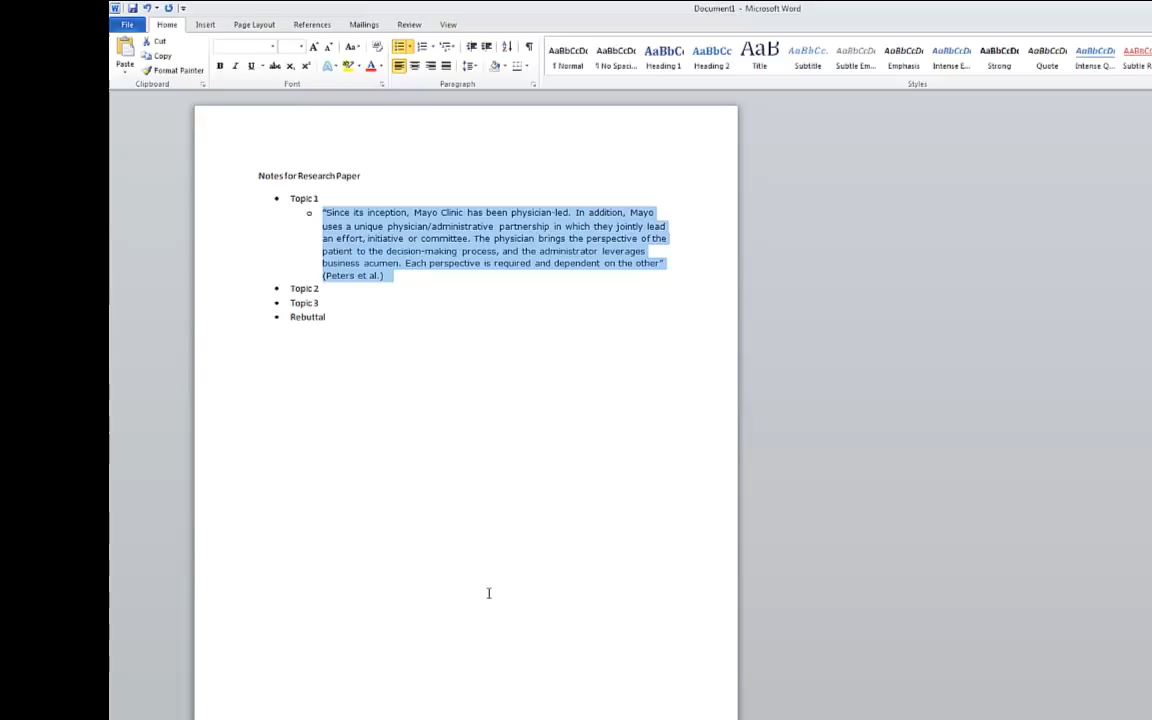 Document1 - Microsoft Word
File Home Insert Page Layout References Mailings Review View
Cut
Copy
Format Painter
Paste
Clipboard Font Paragraph Styles
AaBbCcDc AaBbCcDc AaBbC AaBbCc AaB AaBbCc. AaBbCcDc AaBbCcDc AaBbCcDc AaBbCcDc AaBbCcDc AaBbCcDc AABBCC
¶ Normal ¶ No Spaci... Heading 1 Heading 2 Title Subtitle Subtle Em... Emphasis Intense E... Strong Quote Intense Q... Subtle R
Notes for Research Paper
• Topic 1
o "Since its inception, Mayo Clinic has been physician-led. In addition, Mayo
uses a unique physician/administrative partnership in which they jointly lead
an effort, initiative or committee. The physician brings the perspective of the
patient to the decision-making process, and the administrator leverages
business acumen. Each perspective is required and dependent on the other”
(Peters et al.)
• Topic 2
• Topic 3
• Rebuttal